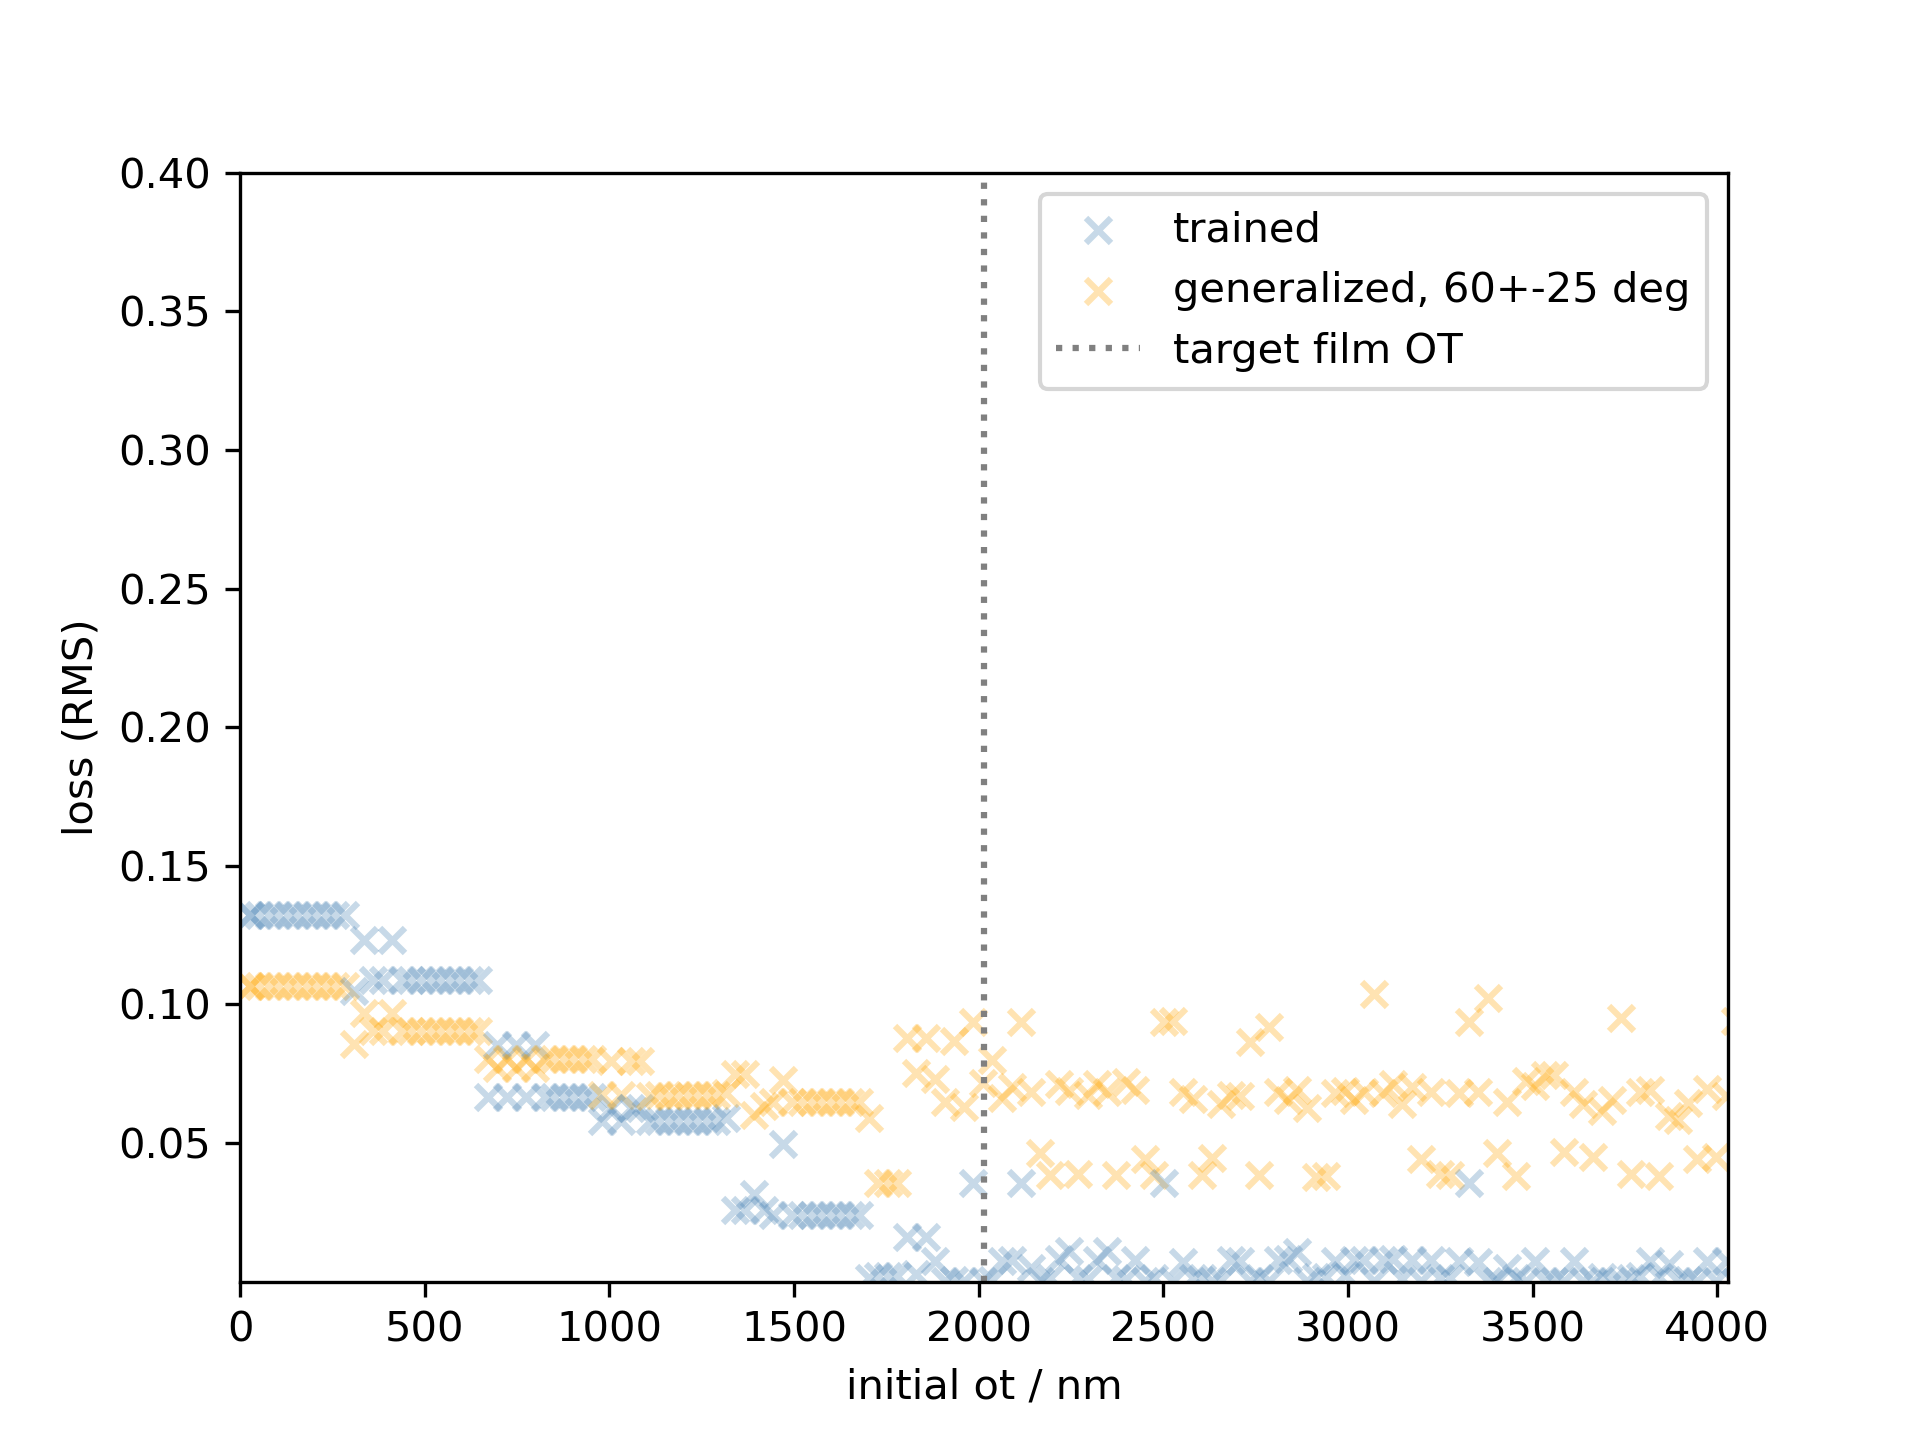 0.40
0.35
0.30
0.25
0.20
0.15
0.10
0.05
loss (RMS)
trained
generalized, 60+-25 deg
target film OT
0 500 1000 1500 2000 2500 3000 3500 4000
initial ot / nm